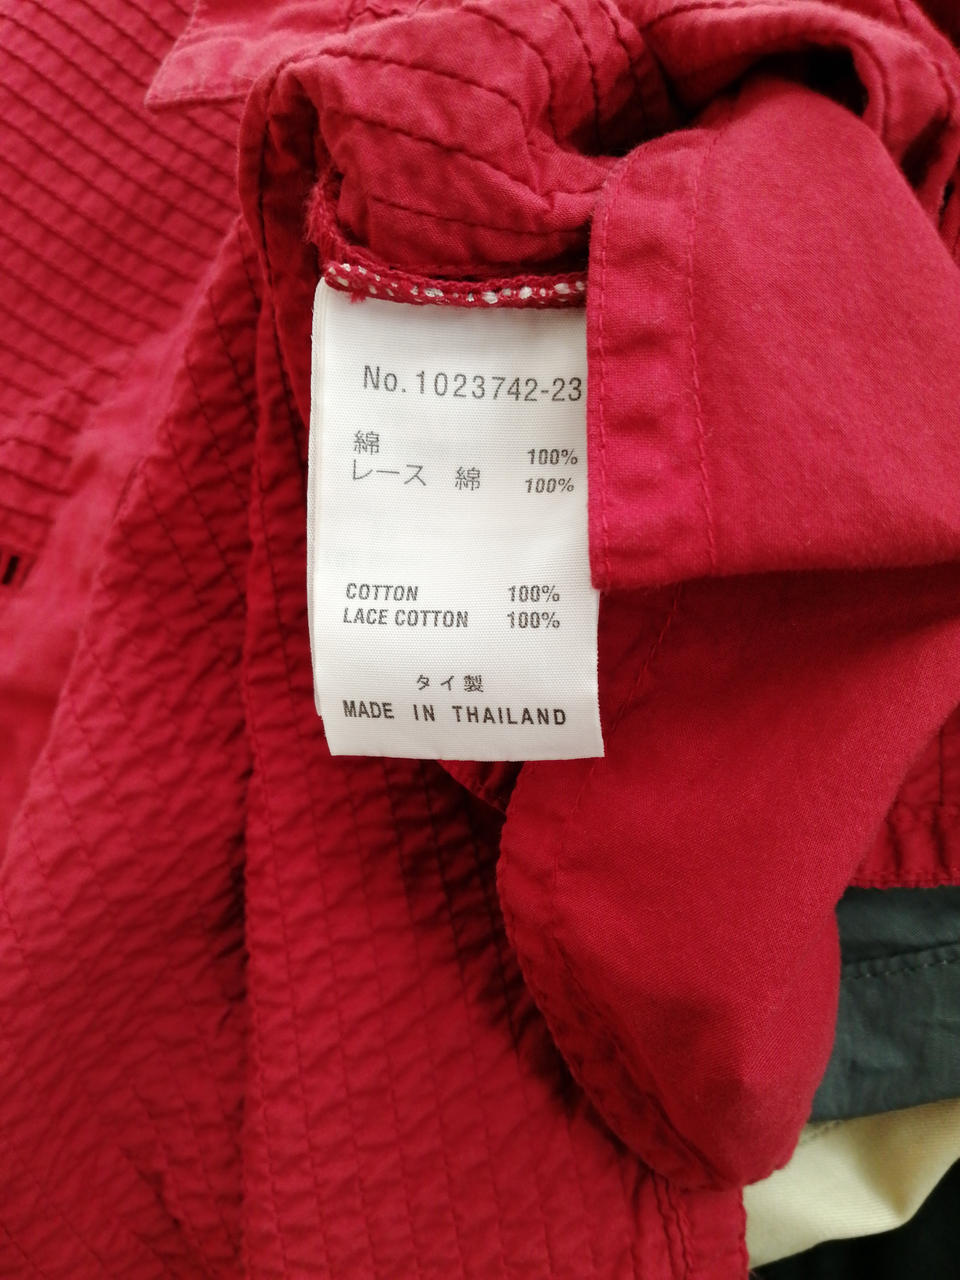 No.1023742-23
綿 100%
レース 綿 100%
COTTON 100%
LACE COTTON 100%
タイ製
MADE IN THAILAND